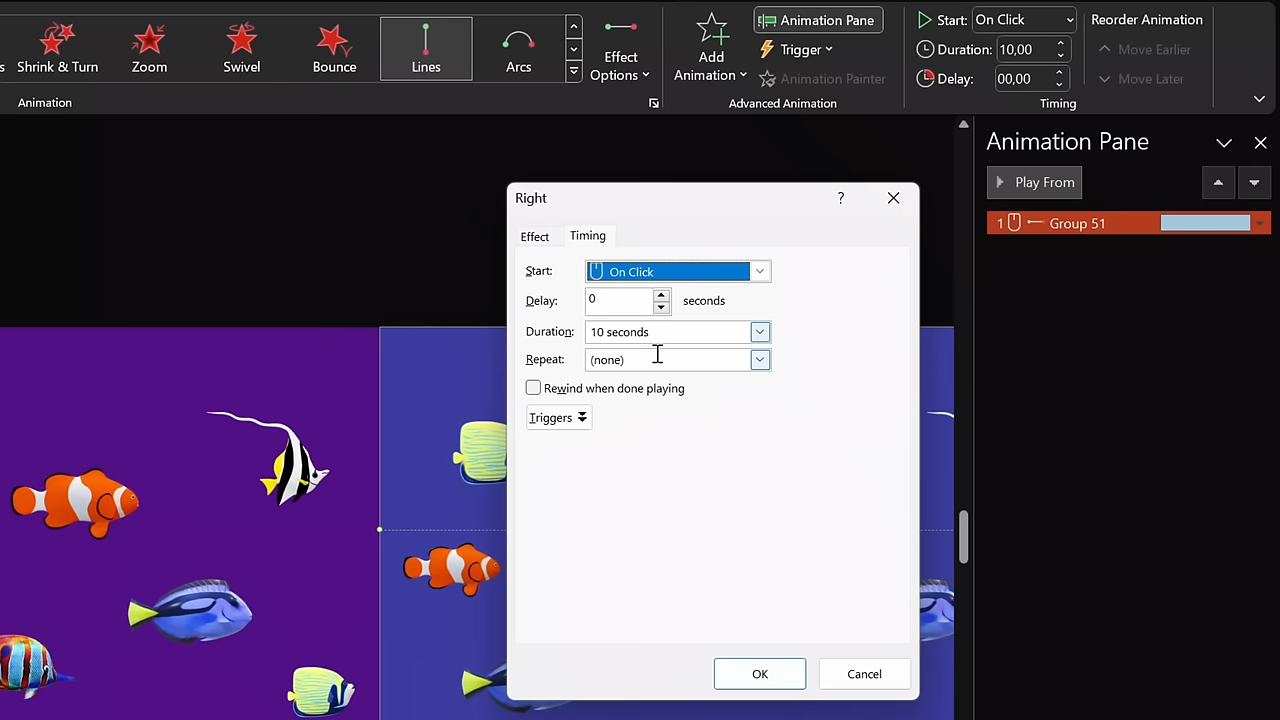 s Shrink & Turn Zoom Swivel Bounce Lines Arcs Effect Options Add Animation Animation Pane Trigger Animation Painter Start: On Click Duration: 10,00 Delay: 00,00 Reorder Animation Move Earlier Move Later
Animation Advanced Animation Timing
Animation Pane
Play From
1 Group 51
Right ?
Effect Timing
Start: On Click
Delay: 0 seconds
Duration: 10 seconds
Repeat: (none)
Rewind when done playing
Triggers
OK Cancel